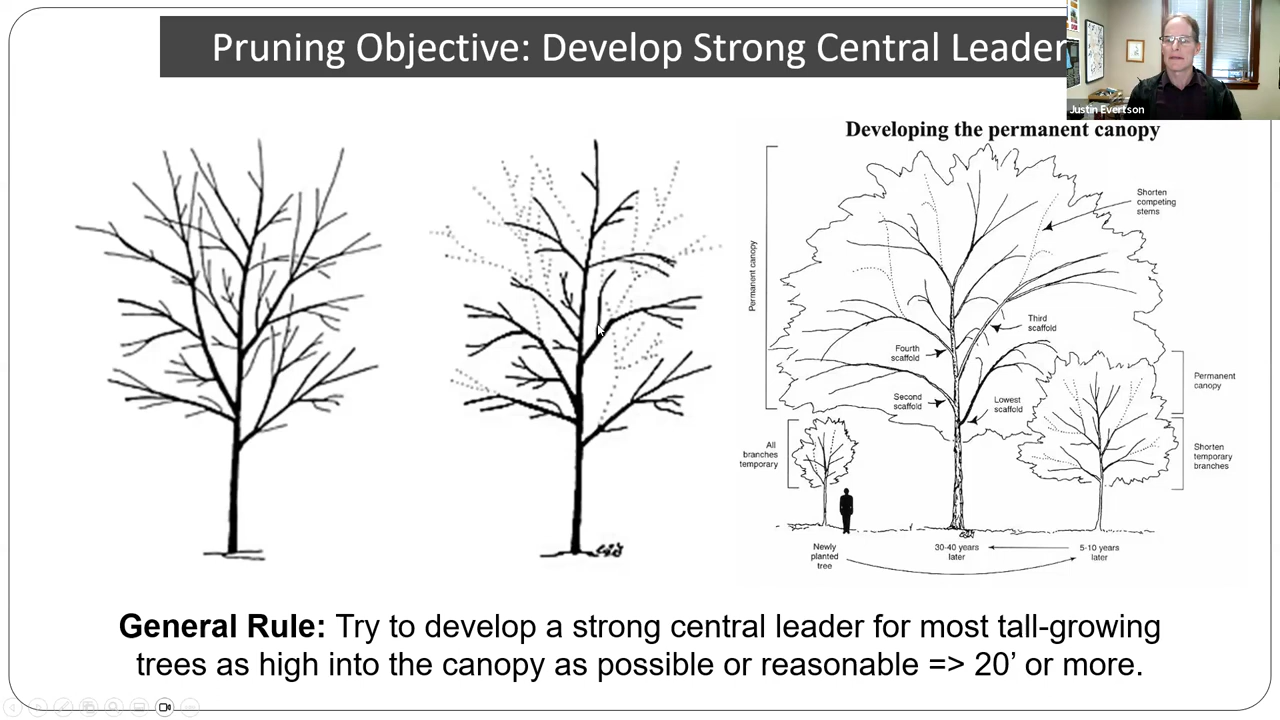 Pruning Objective: Develop Strong Central Leader
Justin Evertson
Developing the permanent canopy
Permanent canopy
Shorten
competing
stems
Third
scaffold
Fourth
scaffold
Second
scaffold
Lowest
scaffold
Permanent
canopy
All
branches
temporary
Shorten
temporary
branches
Newly
planted
tree
30-40 years
later
5-10 years
later
General Rule: Try to develop a strong central leader for most tall-growing
trees as high into the canopy as possible or reasonable => 20’ or more.